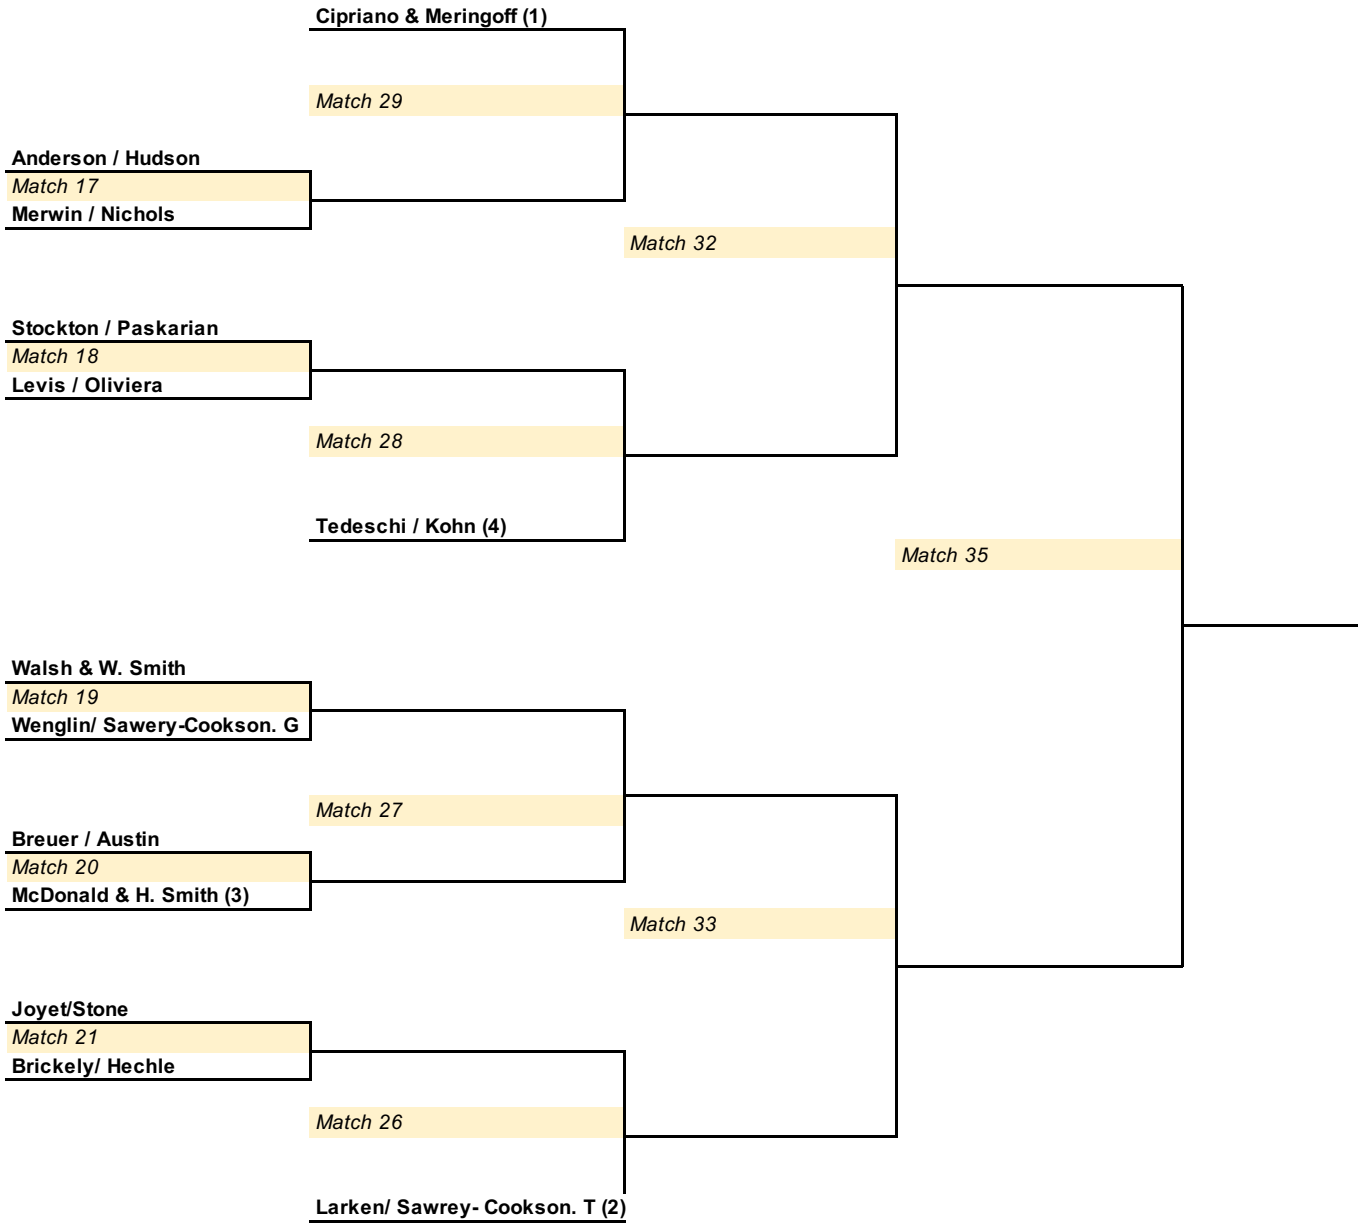 Cipriano & Meringoff (1)
Match 29
Anderson / Hudson
Match 17
Merwin / Nichols
Match 32
Stockton / Paskarian
Match 18
Levis / Oliviera
Match 28
Tedeschi / Kohn (4)
Match 35
Walsh & W. Smith
Match 19
Wenglin/ Sawery-Cookson. G
Match 27
Breuer / Austin
Match 20
McDonald & H. Smith (3)
Match 33
Joyet/Stone
Match 21
Brickely/ Hechle
Match 26
Larken/ Sawrey- Cookson. T (2)